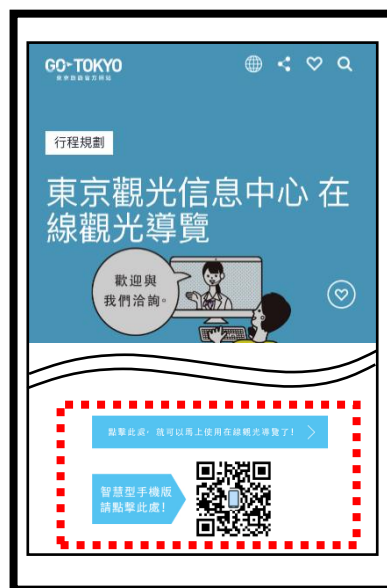 GO TOKYO
東京旅遊官方網站
行程規劃
東京觀光信息中心 在
線觀光導覽
歡迎與
我們洽詢。
點擊此處，就可以馬上使用在線觀光導覽了！
智慧型手機版
請點擊此處！